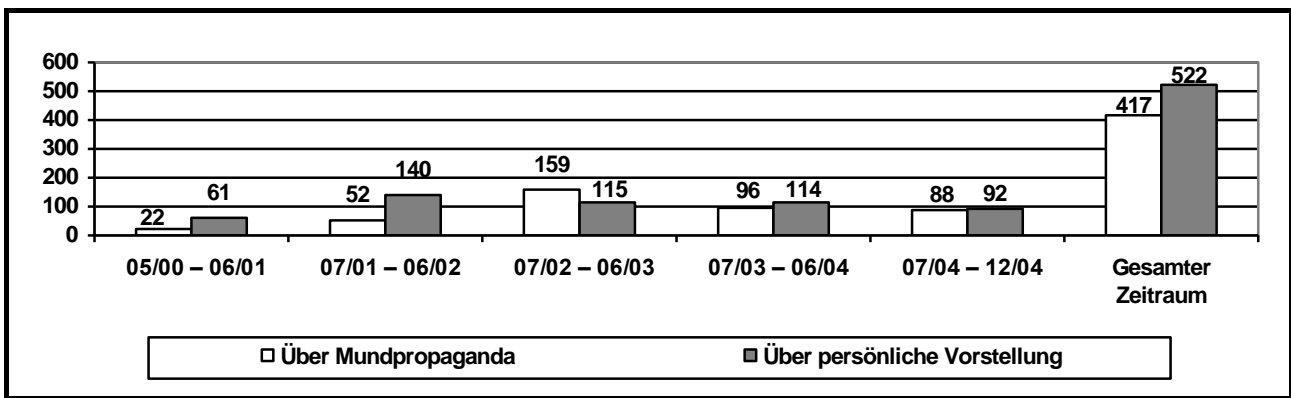 600
500
400
300
200
100
0
22 61 52 140 159 115 96 114 88 92 417 522
05/00 – 06/01 07/01 – 06/02 07/02 – 06/03 07/03 – 06/04 07/04 – 12/04 Gesamter
Zeitraum
Über Mundpropaganda Über persönliche Vorstellung